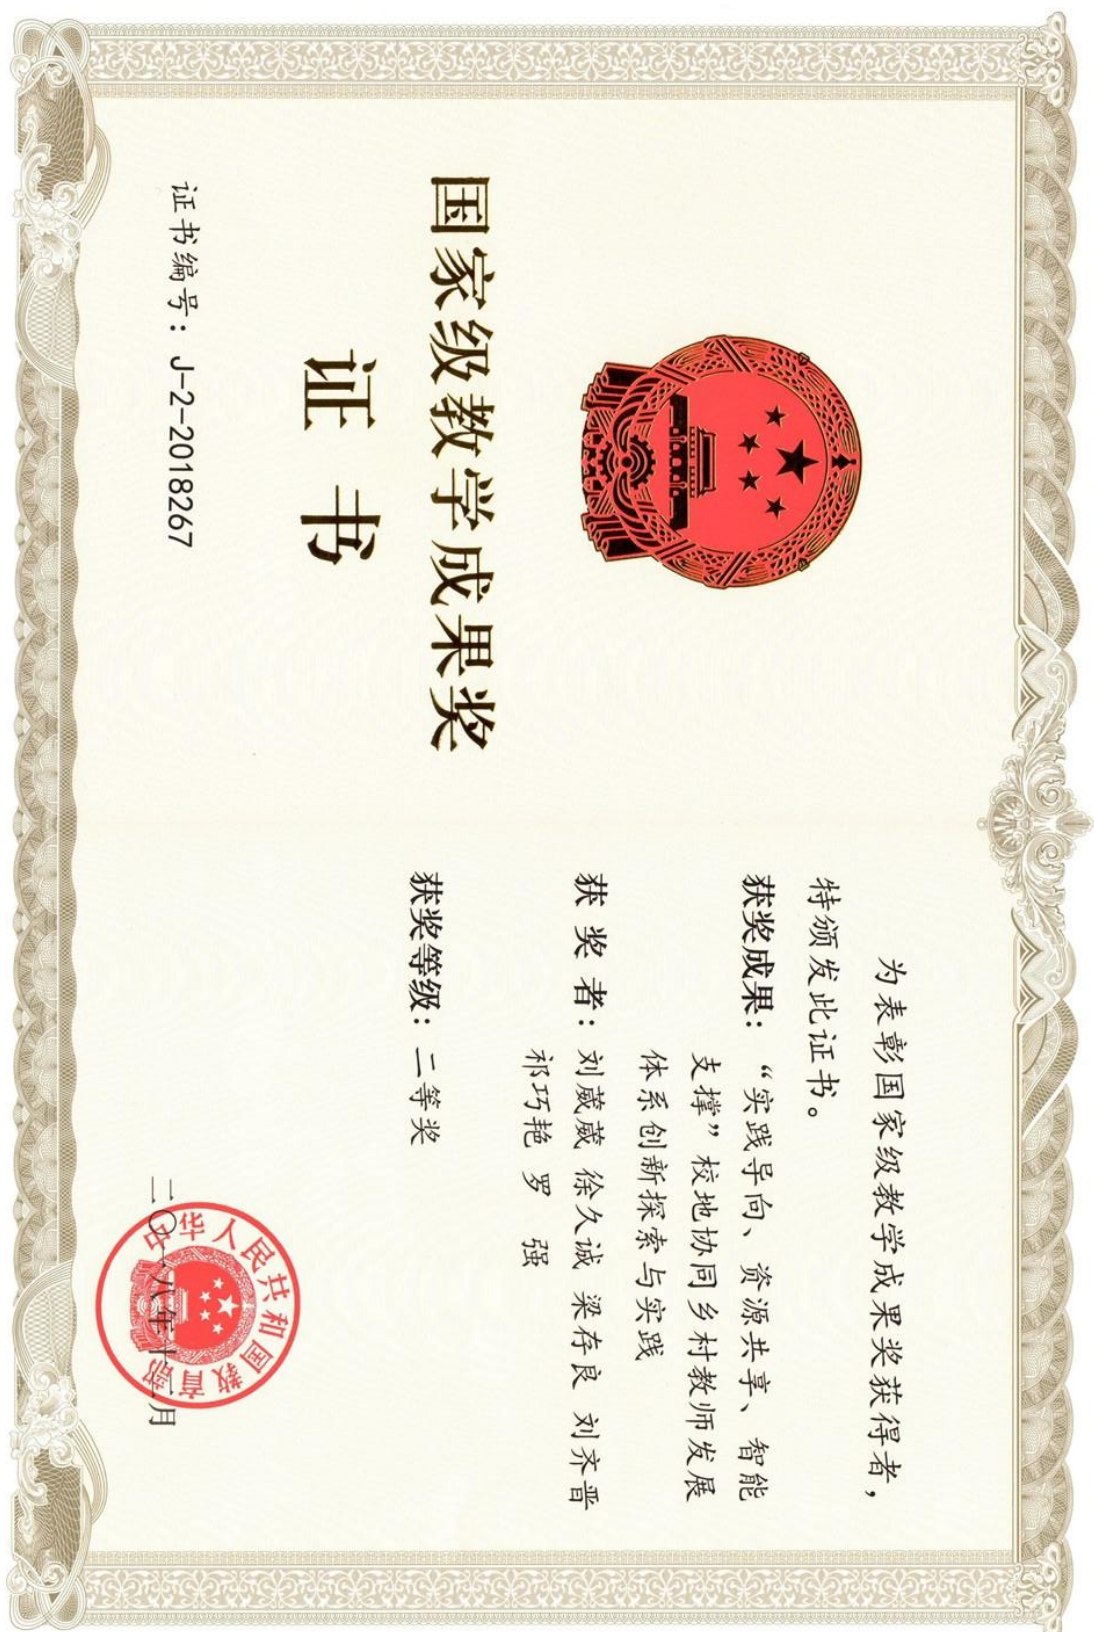 国家级教学成果奖
证书
证书编号：J-2-2018267
为表彰国家级教学成果奖获得者，
特颁发此证书。
获奖成果：“实践导向、资源共享、智能
支撑”校地协同乡村教师发展
体系创新探索与实践
获奖者：刘葳葳 徐久诚 梁存良 刘齐晋
祁巧艳 罗 强
获奖等级：二等奖
中华人民共和国教育部
二〇一八年十二月